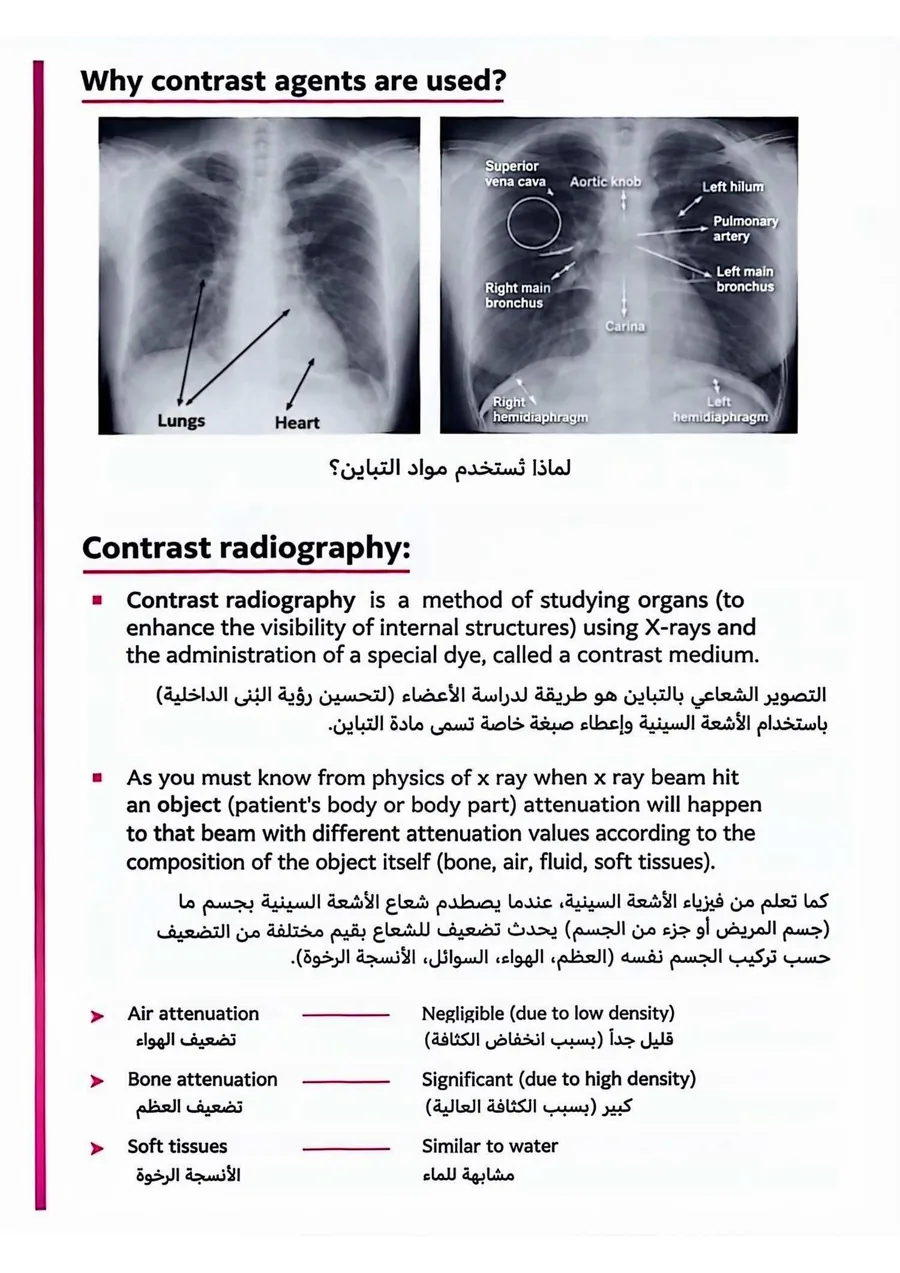 Why contrast agents are used?
Superior
vena cava
Aortic knob
Left hilum
Pulmonary
artery
Left main
bronchus
Right main
bronchus
Carina
Right
hemidiaphragm
Left
hemidiaphragm
Lungs
Heart
لماذا تُستخدم مواد التباين؟
Contrast radiography:
▪ Contrast radiography is a method of studying organs (to
enhance the visibility of internal structures) using X-rays and
the administration of a special dye, called a contrast medium.
التصوير الشعاعي بالتباين هو طريقة لدراسة الأعضاء (لتحسين رؤية البُنى الداخلية)
باستخدام الأشعة السينية وإعطاء صبغة خاصة تسمى مادة التباين.
▪ As you must know from physics of x ray when x ray beam hit
an object (patient's body or body part) attenuation will happen
to that beam with different attenuation values according to the
composition of the object itself (bone, air, fluid, soft tissues).
كما تعلم من فيزياء الأشعة السينية، عندما يصطدم شعاع الأشعة السينية بجسم ما
(جسم المريض أو جزء من الجسم) يحدث تضعيف للشعاع بقيم مختلفة من التضعيف
حسب تركيب الجسم نفسه (العظم، الهواء، السوائل، الأنسجة الرخوة).
➤ Air attenuation ——— Negligible (due to low density)
تضعيف الهواء قليل جداً (بسبب انخفاض الكثافة)
➤ Bone attenuation ——— Significant (due to high density)
تضعيف العظم كبير (بسبب الكثافة العالية)
➤ Soft tissues ——— Similar to water
الأنسجة الرخوة مشابهة للماء